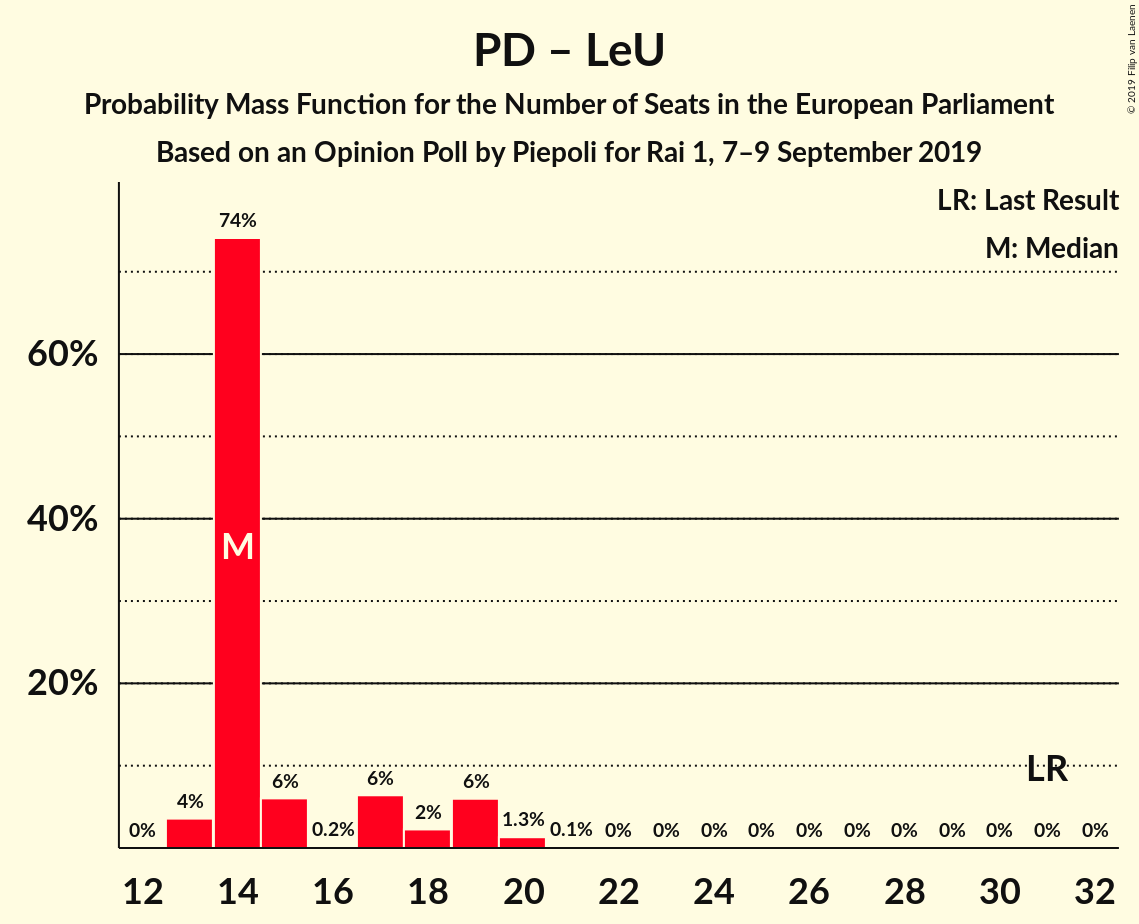 PD – LeU
Probability Mass Function for the Number of Seats in the European Parliament
Based on an Opinion Poll by Piepoli for Rai 1, 7–9 September 2019
© 2019 Filip van Laenen
LR: Last Result
M: Median
60%
40%
20%
0% 4% 74% 6% 0.2% 6% 2% 6% 1.3% 0.1% 0% 0% 0% 0% 0% 0% 0% 0% 0% 0% 0%
M
LR
12 14 16 18 20 22 24 26 28 30 32